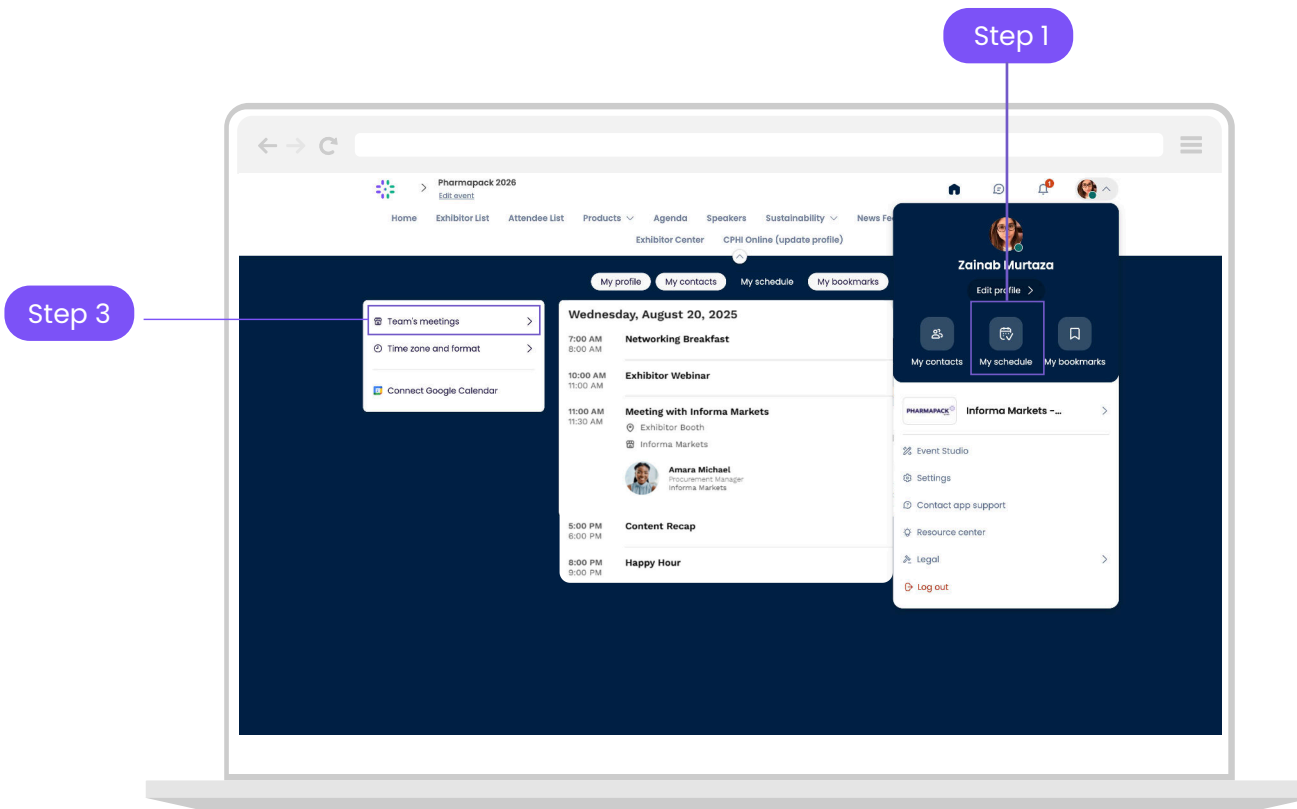 Step 1
Pharmapack 2026
Edit event
Home Exhibitor List Attendee List Products Agenda Speakers Sustainability News
Exhibitor Center CPHI Online (update profile)
Zainab Murtaza
Edit profile
My contacts My schedule My bookmarks
My profile My contacts My schedule My bookmarks
Step 3
Team's meetings
Time zone and format
Connect Google Calendar
Wednesday, August 20, 2025
7:00 AM Networking Breakfast
8:00 AM
10:00 AM Exhibitor Webinar
11:00 AM
11:00 AM Meeting with Informa Markets
11:30 AM Exhibitor Booth
Informa Markets
Amara Michael
Procurement Manager
Informa Markets
5:00 PM Content Recap
6:00 PM
8:00 PM Happy Hour
9:00 PM
PHARMAPACK Informa Markets -...
Event Studio
Settings
Contact app support
Resource center
Legal
Log out